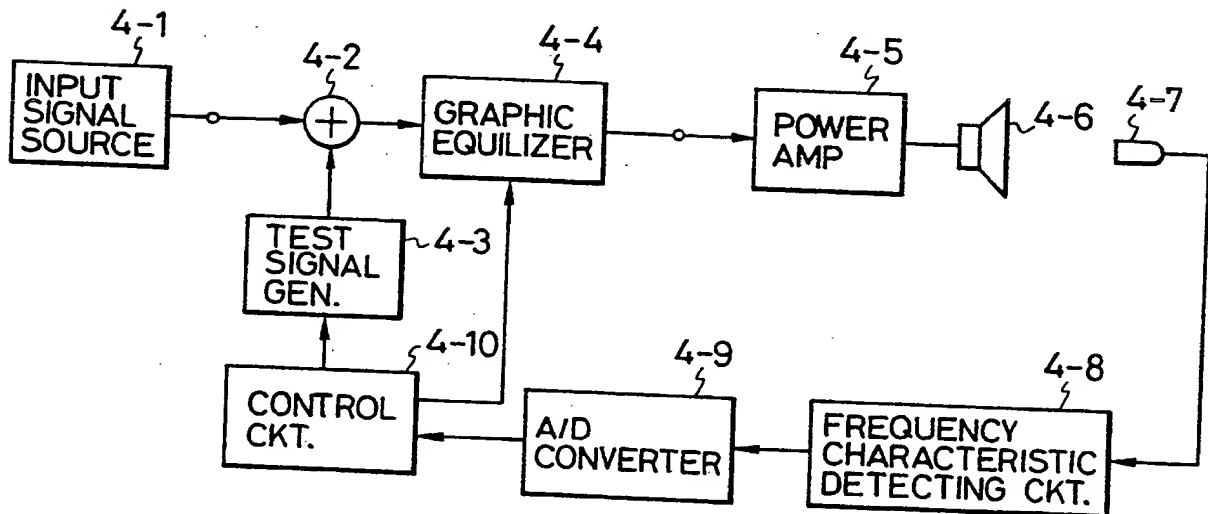 4-1
INPUT
SIGNAL
SOURCE
4-2
4-4
GRAPHIC
EQUILIZER
4-5
POWER
AMP
4-6
4-7
TEST
SIGNAL
GEN.
4-3
4-10
CONTROL
CKT.
4-9
A/D
CONVERTER
4-8
FREQUENCY
CHARACTERISTIC
DETECTING CKT.